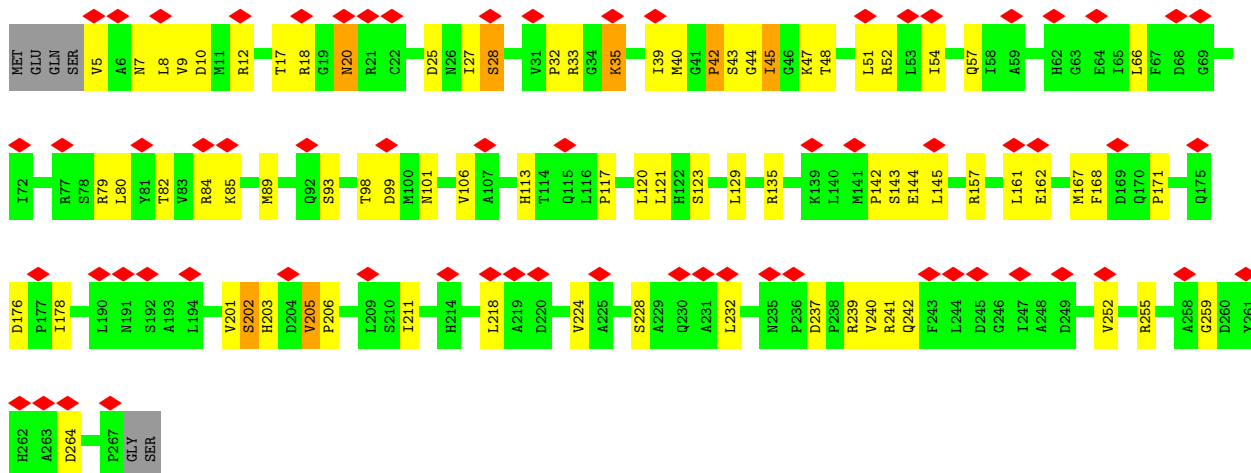 MET GLU GLN SER V5 A6 N7 L8 V9 D10 M11 R12 T17 R18 G19 N20 R21 C22 D25 N26 I27 S28 V31 P32 R33 G34 K35 I39 M40 G41 P42 S43 G44 I45 G46 K47 T48 L51 R52 L53 I54 Q57 I58 A59 H62 G63 E64 I65 L66 F67 D68 G69
I72 R77 S78 R79 L80 Y81 T82 V83 R84 K85 M89 Q92 S93 T98 D99 M100 N101 V106 A107 H113 T114 Q115 L116 P117 L120 L121 H122 S123 L129 R135 K139 L140 M141 P142 S143 E144 L145 R157 L161 E162 M167 F168 D169 Q170 P171 Q175
D176 P177 I178 L190 N191 S192 A193 L194 V201 S202 H203 D204 V205 P206 L209 S210 I211 H214 L218 A219 D220 V224 A225 S228 A229 Q230 A231 L232 N235 P236 D237 P238 R239 V240 R241 Q242 F243 L244 D245 G246 I247 A248 D249 V252 R255 A258 G259 D260 Y261
H262 A263 D264 P267 GLY SER